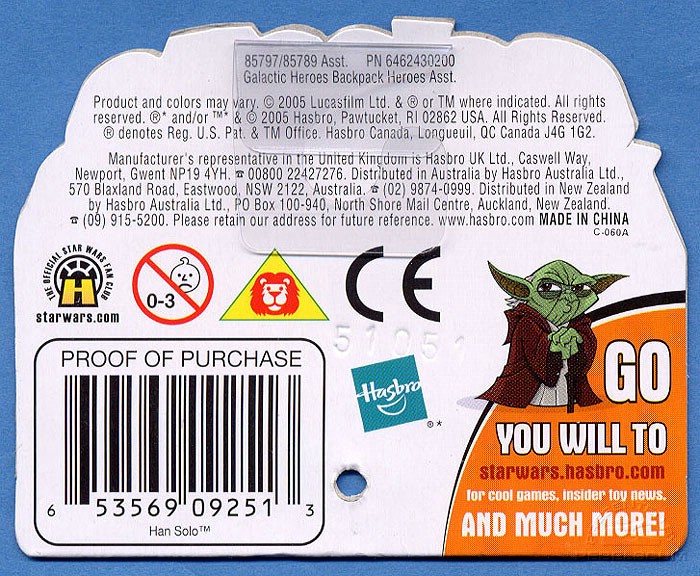 85797/85789 Asst. PN 6462430200
Galactic Heroes Backpack Heroes Asst.
Product and colors may vary. © 2005 Lucasfilm Ltd. & ® or TM where indicated. All rights
reserved. ®* and/or ™* & © 2005 Hasbro, Pawtucket, RI 02862 USA. All Rights Reserved.
® denotes Reg. U.S. Pat. & TM Office. Hasbro Canada, Longueuil, QC Canada J4G 1G2.
Manufacturer's representative in the United Kingdom is Hasbro UK Ltd., Caswell Way,
Newport, Gwent NP19 4YH. ☎ 00800 22427276. Distributed in Australia by Hasbro Australia Ltd.,
570 Blaxland Road, Eastwood, NSW 2122, Australia. ☎ (02) 9874-0999. Distributed in New Zealand
by Hasbro Australia Ltd., PO Box 100-940, North Shore Mail Centre, Auckland, New Zealand.
☎ (09) 915-5200. Please retain our address for future reference. www.hasbro.com MADE IN CHINA
C-060A
THE OFFICIAL STAR WARS FAN CLUB
H
starwars.com
0-3
CE
51051
PROOF OF PURCHASE
6 53569 09251 3
Han Solo™
Hasbro
®*
GO
YOU WILL TO
starwars.hasbro.com
for cool games, insider toy news,
AND MUCH MORE!